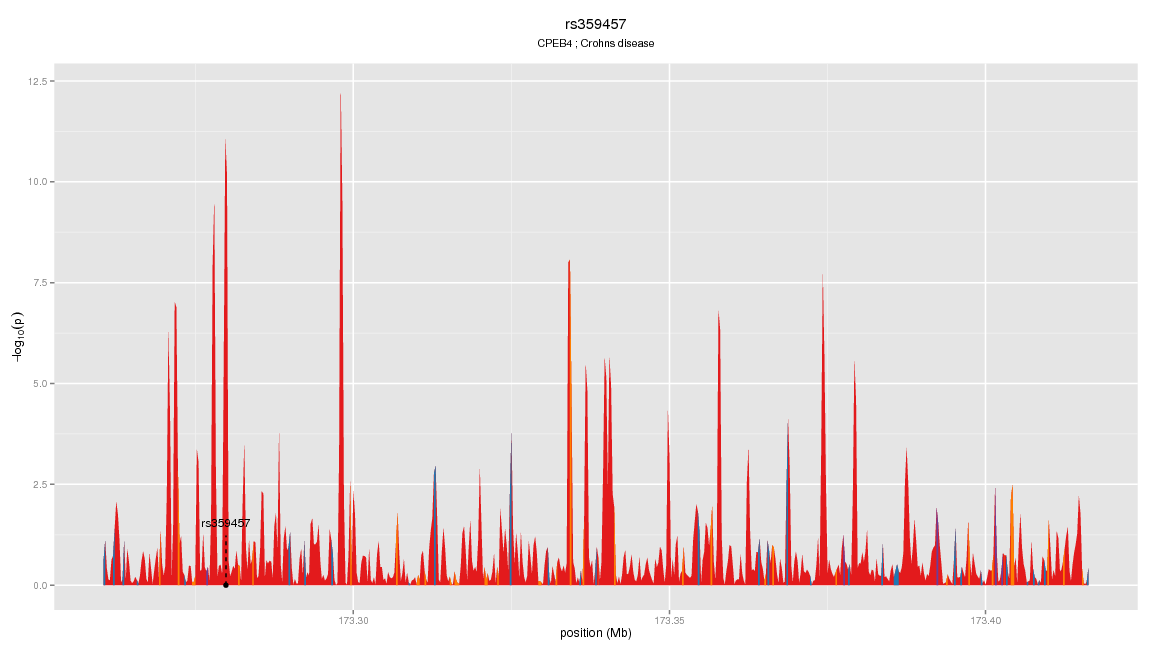 rs359457
CPEB4 ; Crohns disease
12.5
10.0
7.5
5.0
2.5
0.0
−log10(p)
rs359457
173.30
173.35
173.40
position (Mb)